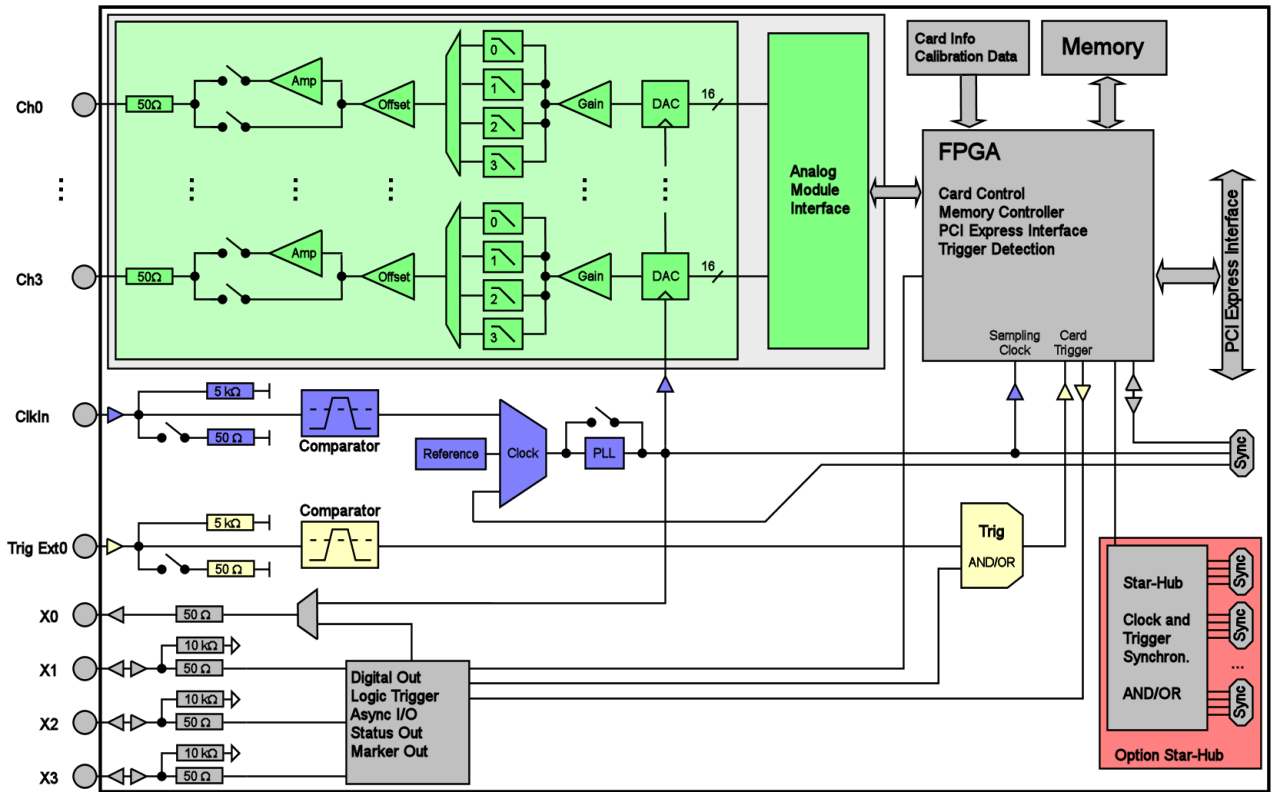 Card Info
Calibration Data
Memory
Ch0
50Ω
Amp
Offset
0
1
2
3
Gain
DAC
16
Analog
Module
Interface
FPGA
Card Control
Memory Controller
PCI Express Interface
Trigger Detection
Sampling
Clock
Card
Trigger
PCI Express Interface
Ch3
50Ω
Amp
Offset
0
1
2
3
Gain
DAC
16
ClkIn
5 kΩ
50 Ω
Comparator
Reference
Clock
PLL
Sync
Trig Ext0
5 kΩ
50 Ω
Comparator
Trig
AND/OR
X0
50 Ω
X1
10 kΩ
50 Ω
X2
10 kΩ
50 Ω
X3
10 kΩ
50 Ω
Digital Out
Logic Trigger
Async I/O
Status Out
Marker Out
Star-Hub
Clock and
Trigger
Synchron.
AND/OR
Sync
Sync
...
Sync
Option Star-Hub